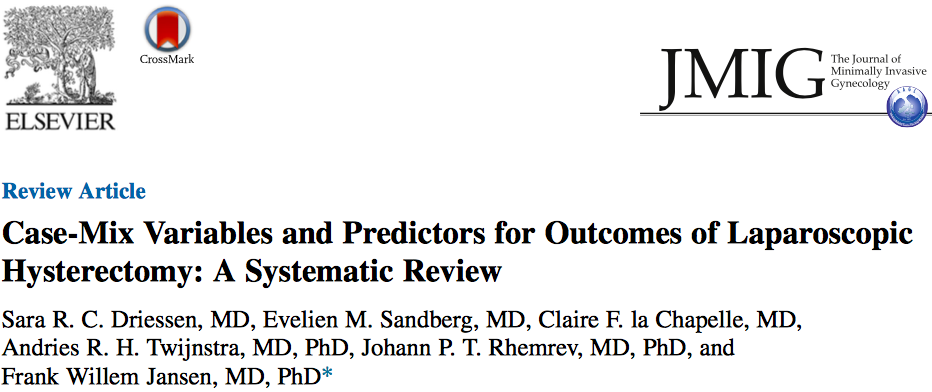 ELSEVIER
CrossMark
JMIG
The Journal of
Minimally Invasive
Gynecology
Review Article
Case-Mix Variables and Predictors for Outcomes of Laparoscopic
Hysterectomy: A Systematic Review
Sara R. C. Driessen, MD, Evelien M. Sandberg, MD, Claire F. la Chapelle, MD,
Andries R. H. Twijnstra, MD, PhD, Johann P. T. Rhemrev, MD, PhD, and
Frank Willem Jansen, MD, PhD*